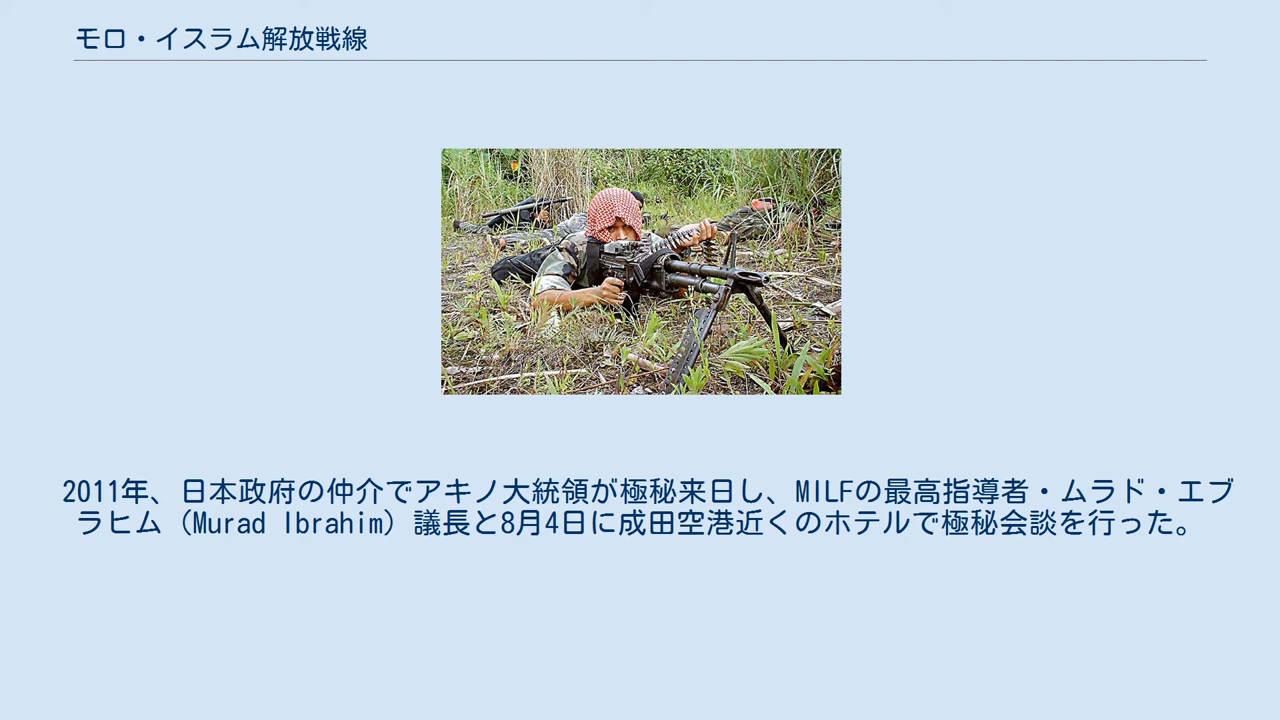 モロ・イスラム解放戦線
2011年、日本政府の仲介でアキノ大統領が極秘来日し、MILFの最高指導者・ムラド・エブ
ラヒム（Murad Ibrahim）議長と8月4日に成田空港近くのホテルで極秘会談を行った。